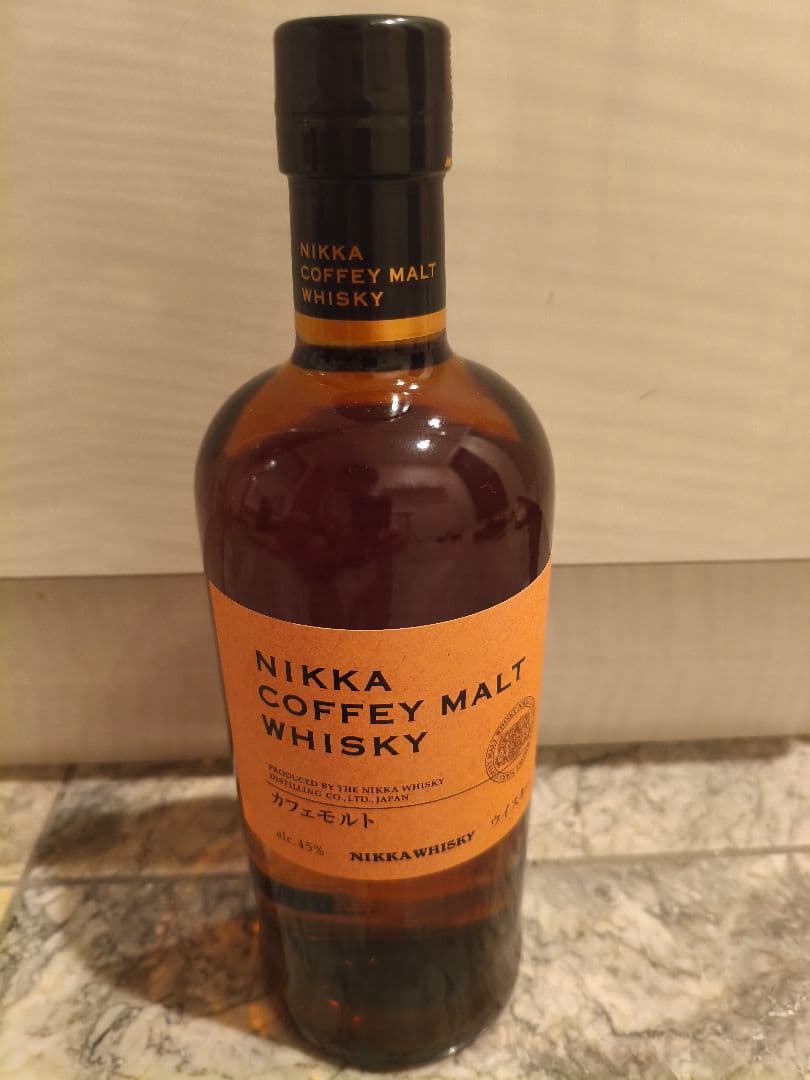 NIKKA
COFFEY MALT
WHISKY
NIKKA
COFFEY MALT
WHISKY
PRODUCED BY THE NIKKA WHISKY
DISTILLING CO.,LTD.,JAPAN
カフェモルト
alc.45%
NIKKA WHISKY